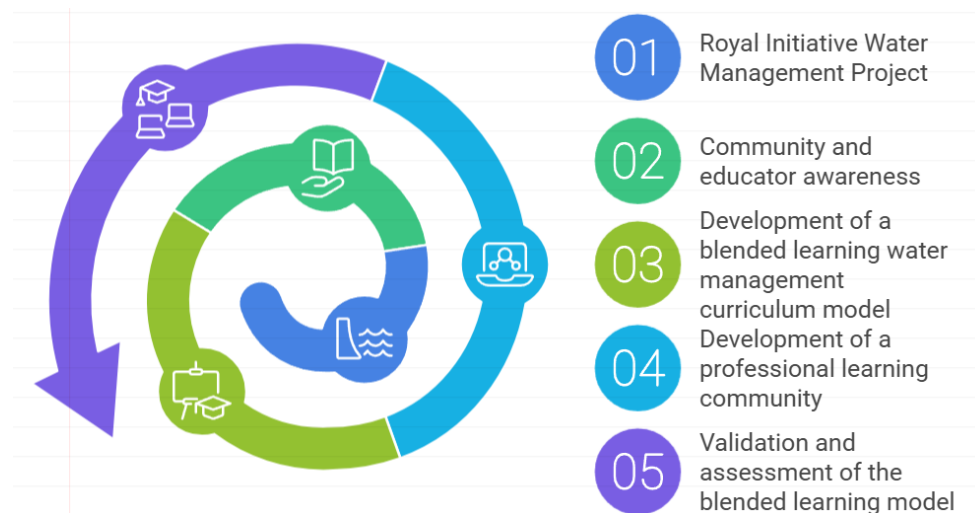 01
Royal Initiative Water
Management Project
02
Community and
educator awareness
03
Development of a
blended learning water
management
curriculum model
04
Development of a
professional learning
community
05
Validation and
assessment of the
blended learning model